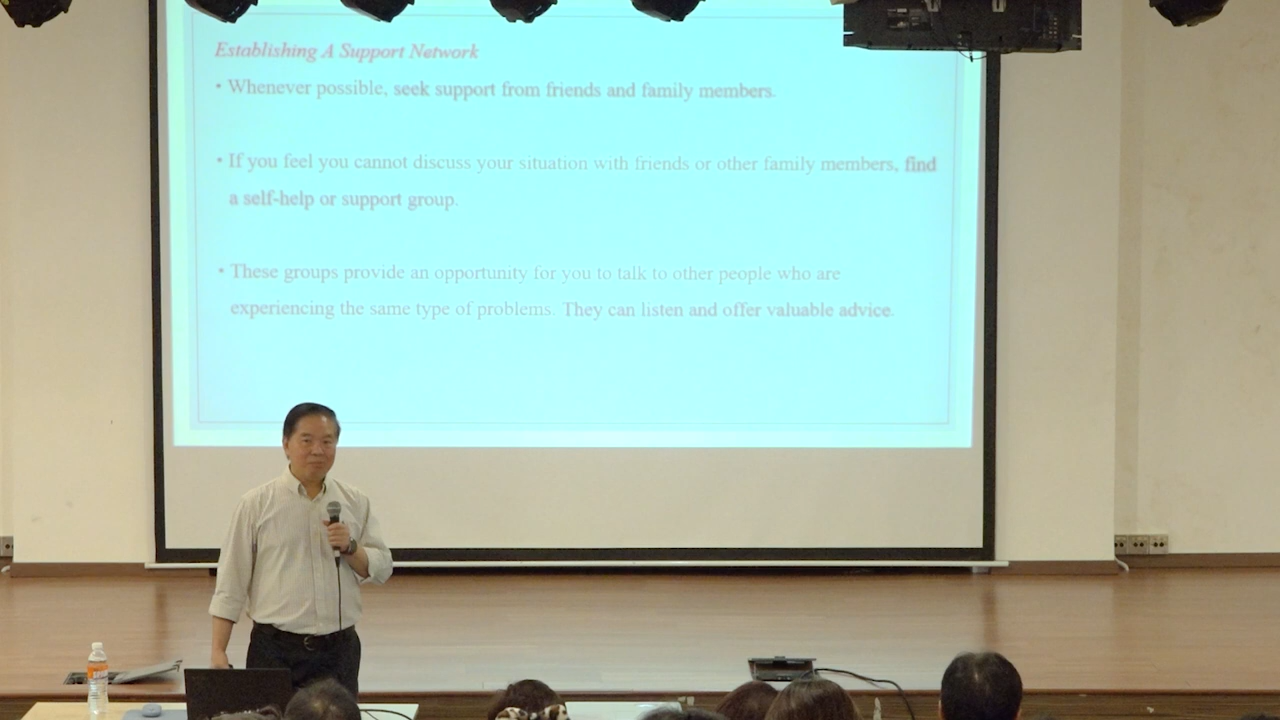 Establishing A Support Network
• Whenever possible, seek support from friends and family members.
• If you feel you cannot discuss your situation with friends or other family members, find
a self-help or support group.
• These groups provide an opportunity for you to talk to other people who are
experiencing the same type of problems. They can listen and offer valuable advice.